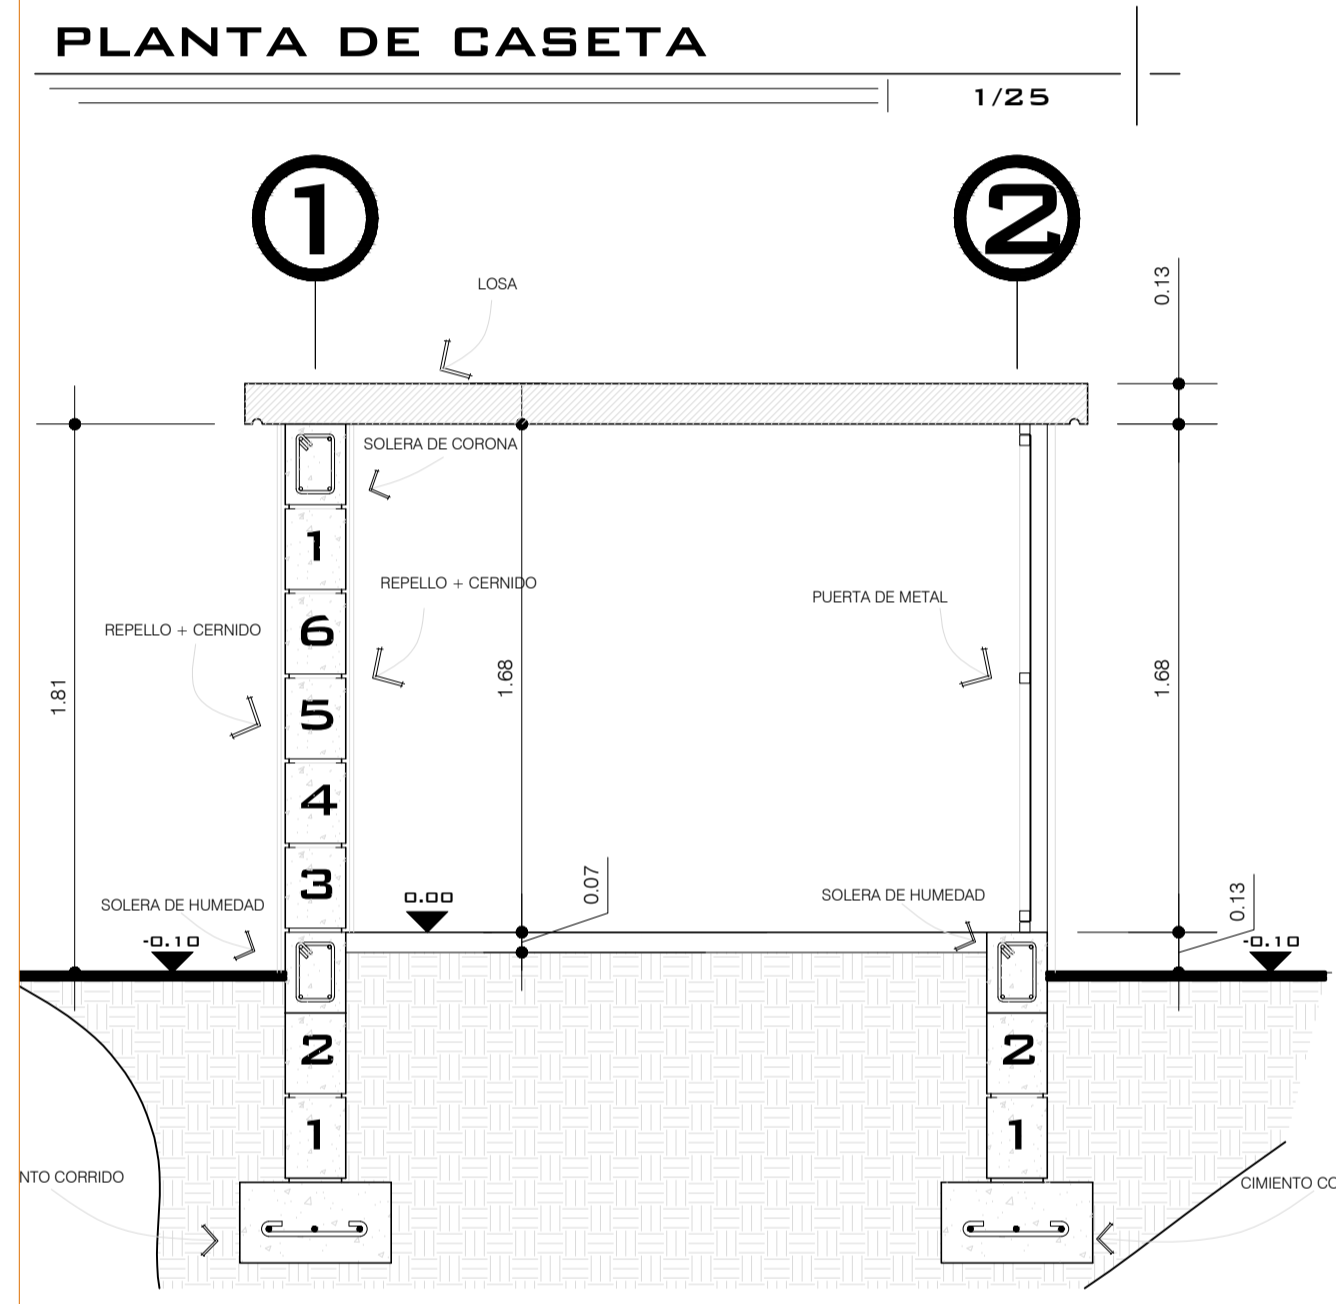 PLANTA DE CASETA
1/25
1
2
LOSA
0.13
SOLERA DE CORONA
1
REPELLO + CERNIDO
PUERTA DE METAL
6
REPELLO + CERNIDO
1.81
1.68
1.68
5
4
3
0.07
0.00
SOLERA DE HUMEDAD
SOLERA DE HUMEDAD
0.13
-0.10
-0.10
2
2
1
1
NTO CORRIDO
CIMIENTO CO